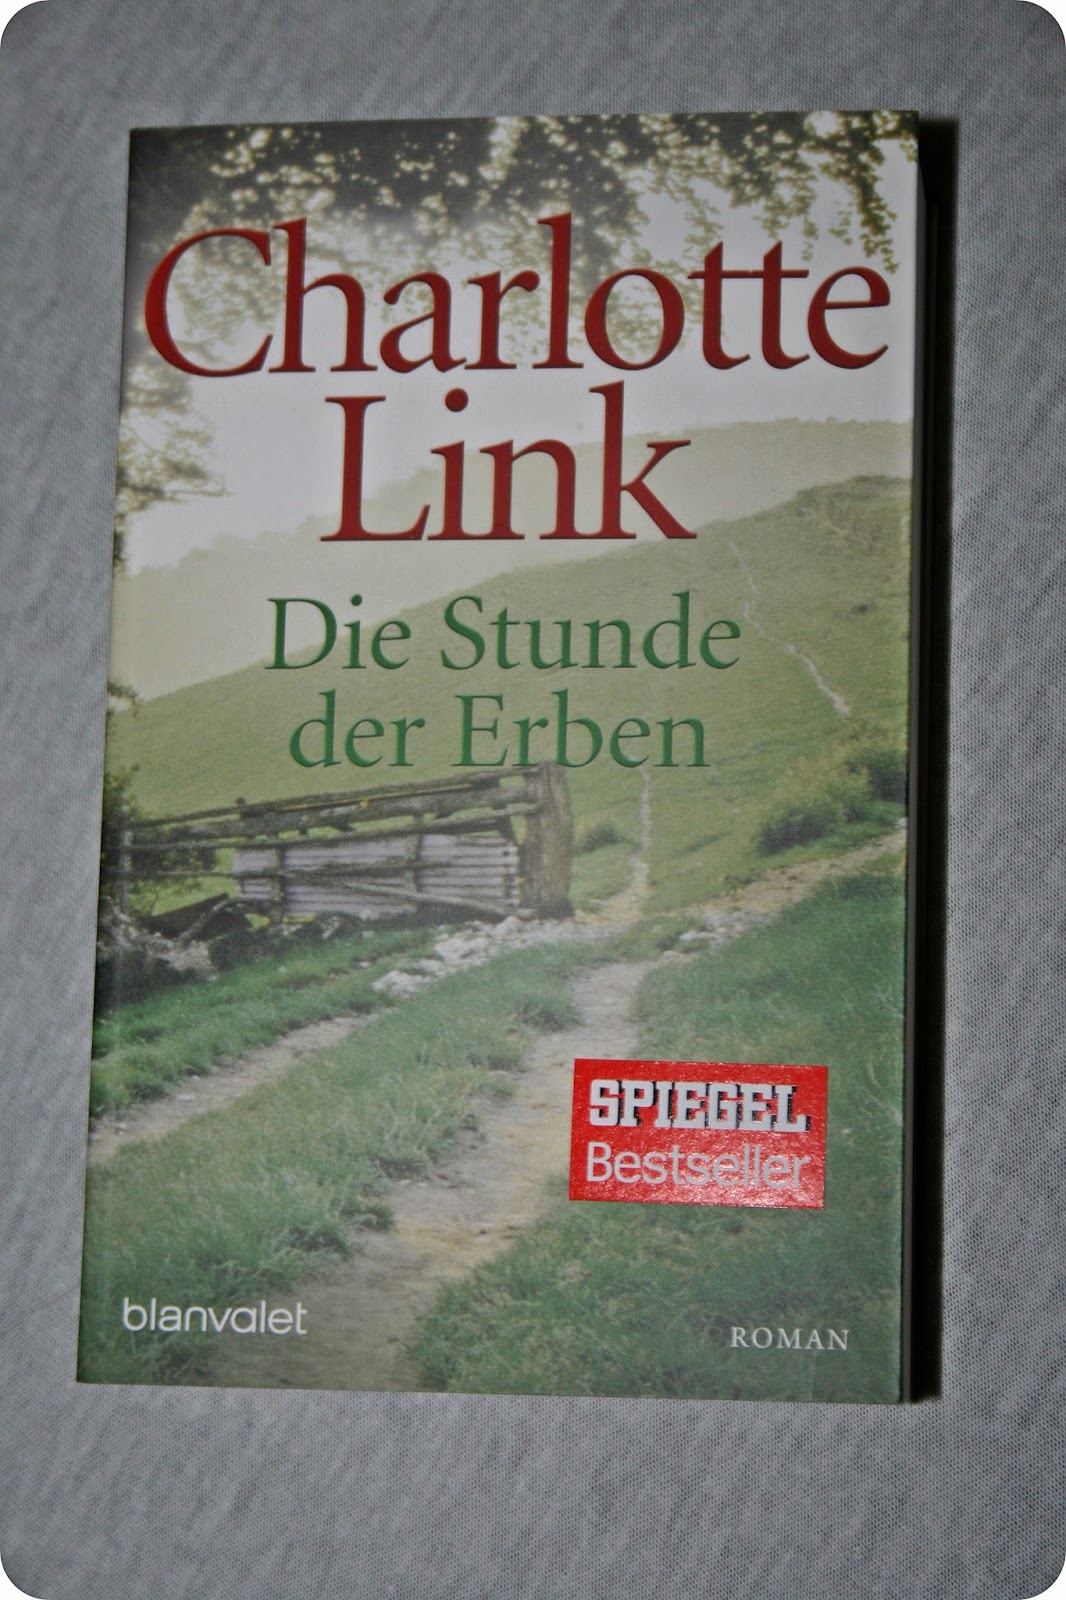 Charlotte
Link
Die Stunde
der Erben
SPIEGEL
Bestseller
blanvalet
ROMAN